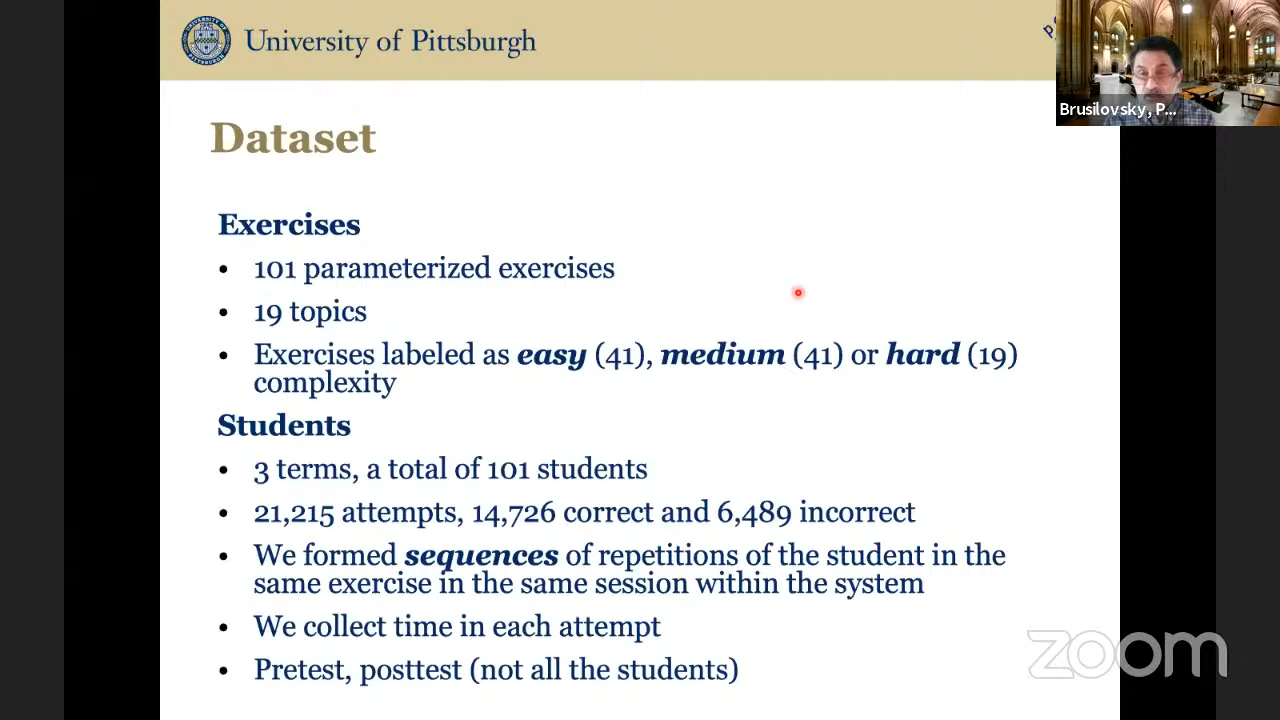 University of Pittsburgh
Brusilovsky, P...
Dataset
Exercises
• 101 parameterized exercises
• 19 topics
• Exercises labeled as easy (41), medium (41) or hard (19)
complexity
Students
• 3 terms, a total of 101 students
• 21,215 attempts, 14,726 correct and 6,489 incorrect
• We formed sequences of repetitions of the student in the
same exercise in the same session within the system
• We collect time in each attempt
• Pretest, posttest (not all the students)
zoom